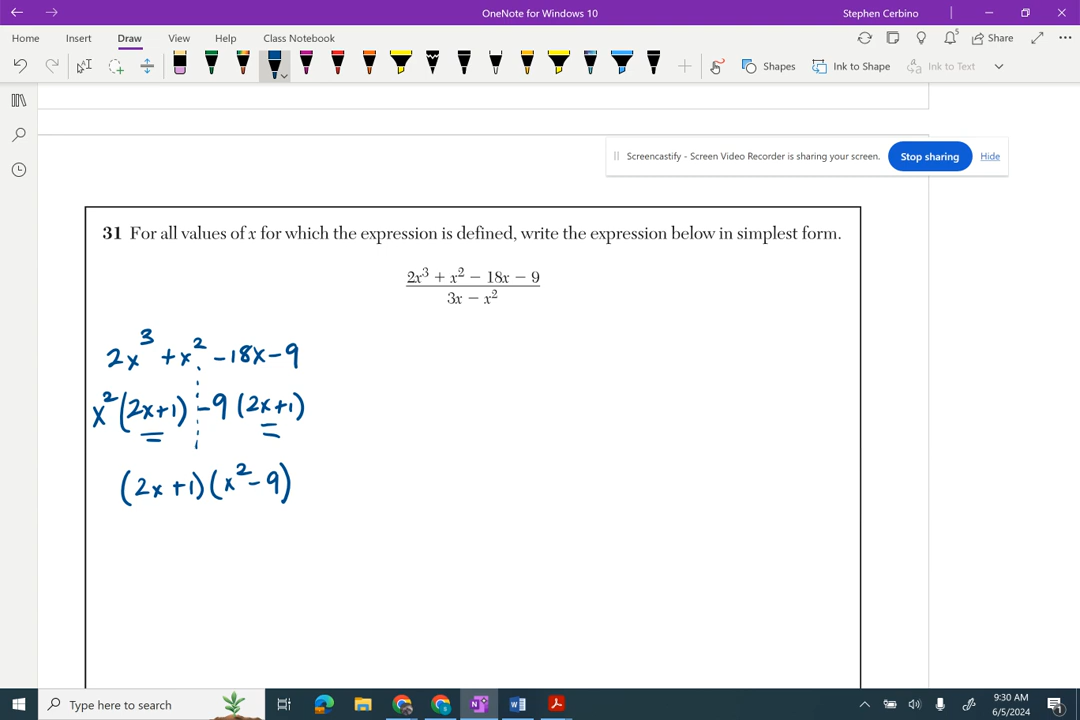 OneNote for Windows 10
Stephen Cerbino
Home Insert Draw View Help Class Notebook
5
Share
Shapes
Ink to Shape
Ink to Text
Screencastify - Screen Video Recorder is sharing your screen.
Stop sharing
Hide
31 For all values of x for which the expression is defined, write the expression below in simplest form.
2x³ + x² − 18x − 9
3x − x²
2x³ + x² - 18x - 9
x² (2x+1) -9 (2x+1)
(2x+1)(x² - 9)
Type here to search
9:30 AM
6/5/2024
1